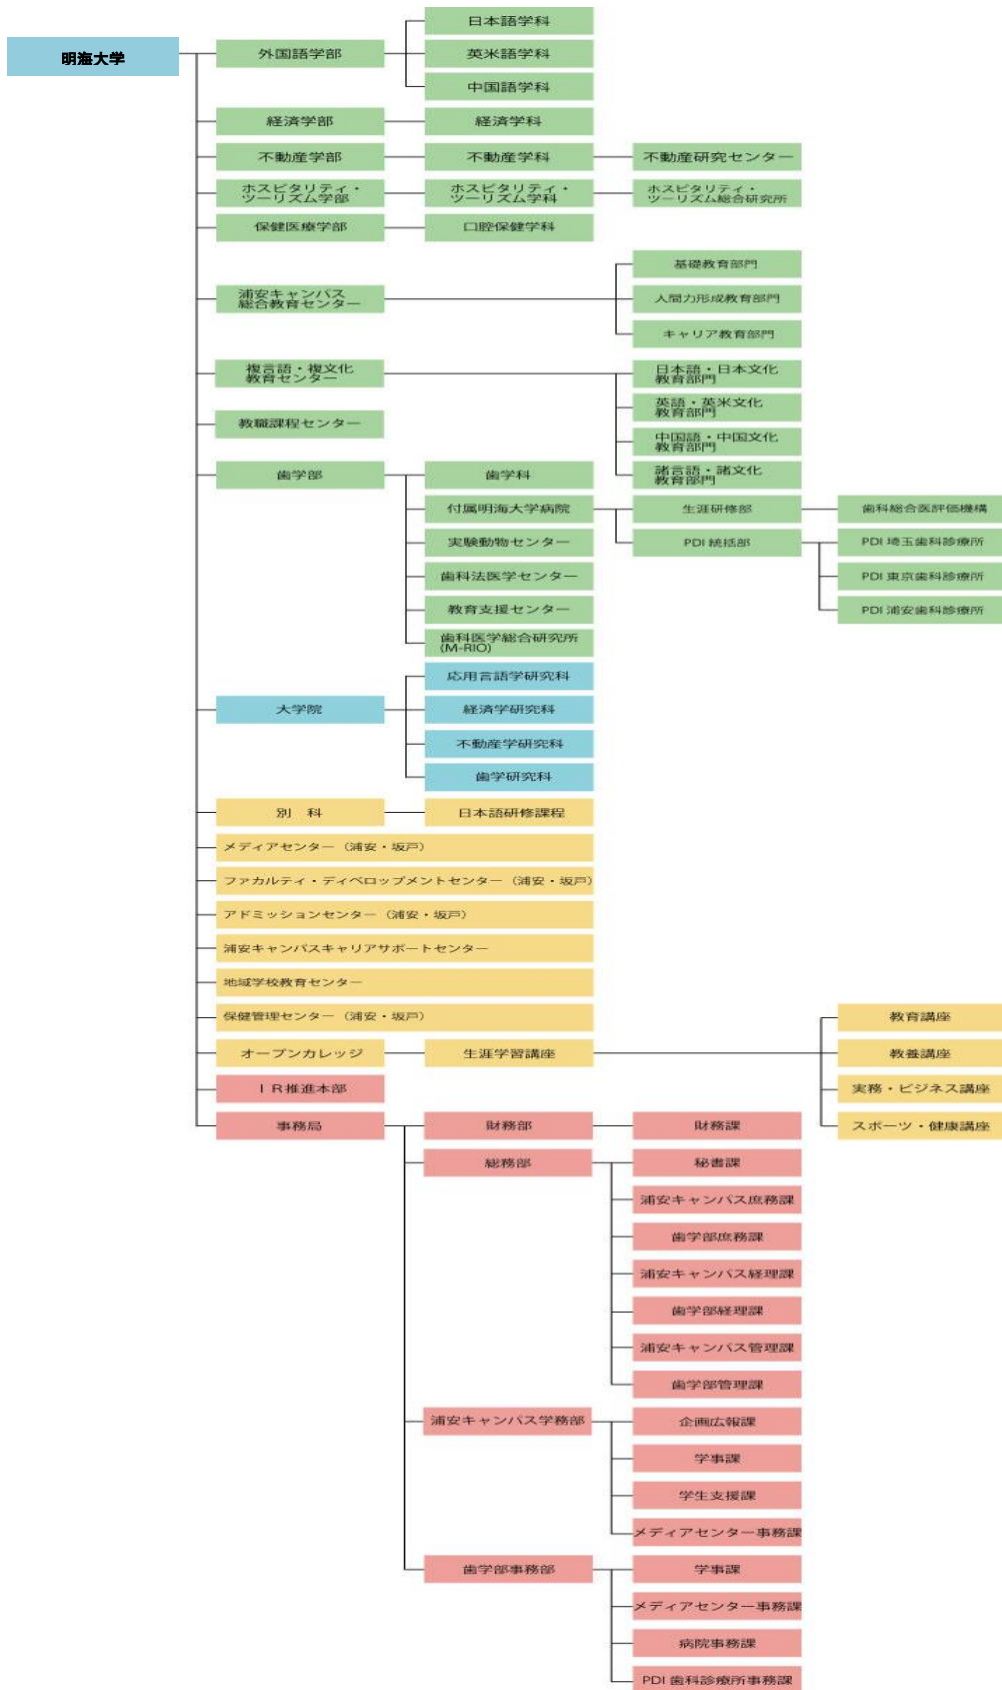 明海大学
外国語学部
日本語学科
英米語学科
中国語学科
経済学部
経済学科
不動産学部
不動産学科
不動産研究センター
ホスピタリティ・
ツーリズム学部
ホスピタリティ・
ツーリズム学科
ホスピタリティ・
ツーリズム総合研究所
保健医療学部
口腔保健学科
浦安キャンパス
総合教育センター
基礎教育部門
人間力形成教育部門
キャリア教育部門
複言語・複文化
教育センター
日本語・日本文化
教育部門
英語・英米文化
教育部門
中国語・中国文化
教育部門
諸言語・諸文化
教育部門
教職課程センター
歯学部
歯学科
付属明海大学病院
生涯研修部
歯科総合医評価機構
PDI 統括部
PDI 埼玉歯科診療所
PDI 東京歯科診療所
PDI 浦安歯科診療所
実験動物センター
歯科法医学センター
教育支援センター
歯科医学総合研究所
(M-RIO)
大学院
応用言語学研究科
経済学研究科
不動産学研究科
歯学研究科
別　科
日本語研修課程
メディアセンター（浦安・坂戸）
ファカルティ・ディベロップメントセンター（浦安・坂戸）
アドミッションセンター（浦安・坂戸）
浦安キャンパスキャリアサポートセンター
地域学校教育センター
保健管理センター（浦安・坂戸）
オープンカレッジ
生涯学習講座
教育講座
教養講座
実務・ビジネス講座
スポーツ・健康講座
ＩＲ推進本部
事務局
財務部
財務課
総務部
秘書課
浦安キャンパス庶務課
歯学部庶務課
浦安キャンパス経理課
歯学部経理課
浦安キャンパス管理課
歯学部管理課
浦安キャンパス学務部
企画広報課
学事課
学生支援課
メディアセンター事務課
歯学部事務部
学事課
メディアセンター事務課
病院事務課
PDI 歯科診療所事務課